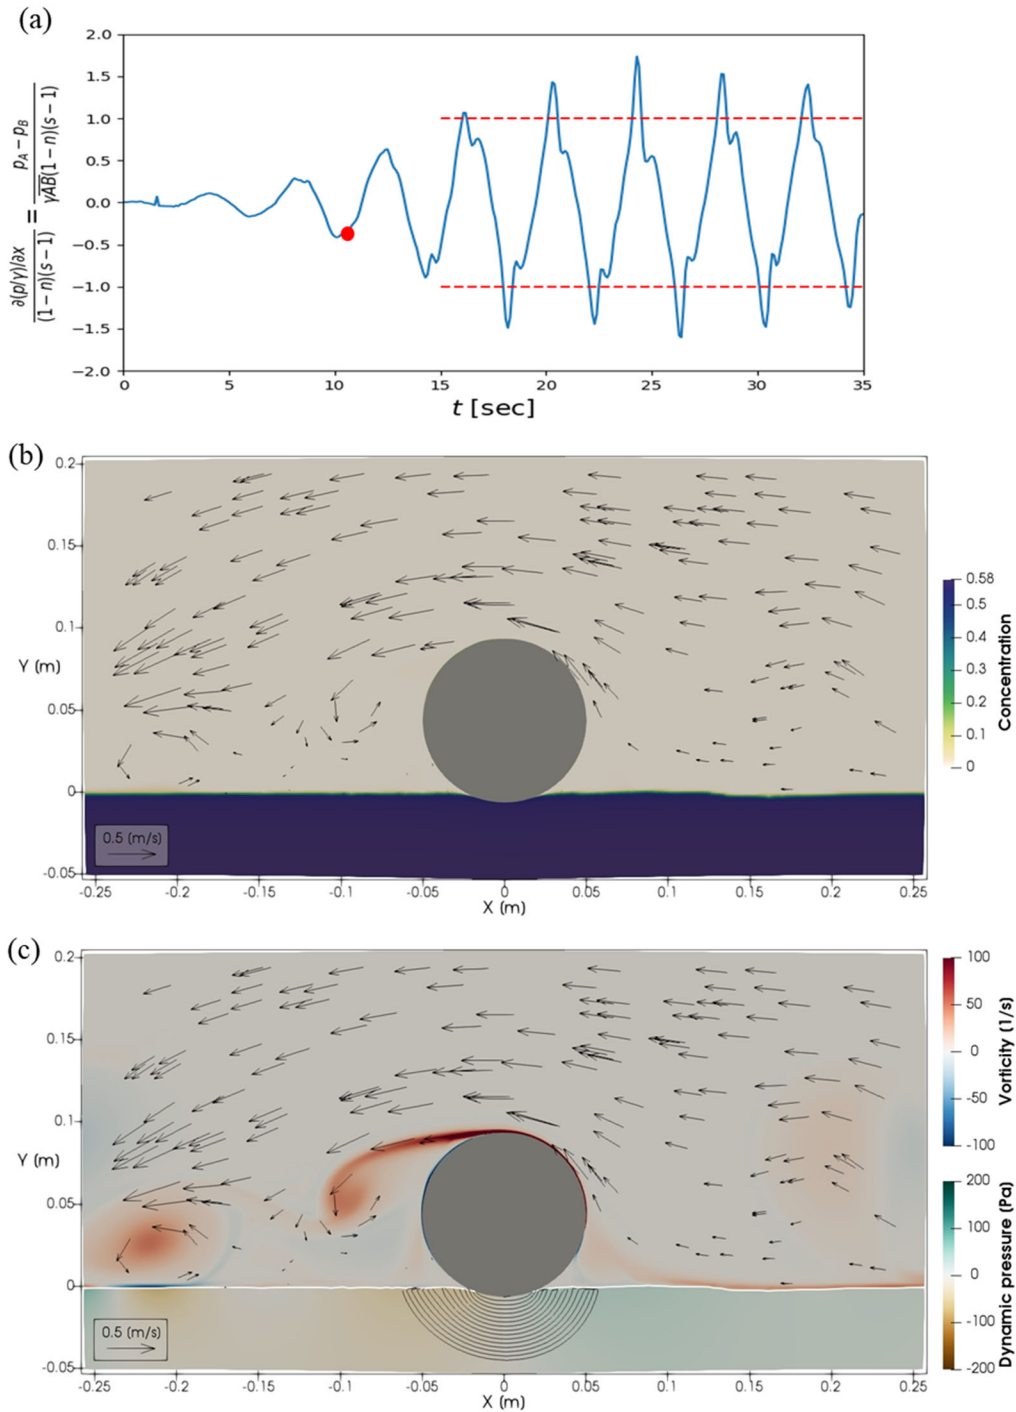 (a)
∂(p/γ)/∂x / (1 − n)(s − 1) = p_A − p_B / γAB̅(1 − n)(s − 1)
2.0
1.5
1.0
0.5
0.0
−0.5
−1.0
−1.5
−2.0
0 5 10 15 20 25 30 35
t [sec]
(b)
0.2
0.15
0.1
Y (m)
0.05
0
-0.05
0.5 (m/s)
-0.25 -0.2 -0.15 -0.1 -0.05 0 0.05 0.1 0.15 0.2 0.25
X (m)
0.58
0.5
0.4
0.3
0.2
0.1
0
Concentration
(c)
0.2
0.15
0.1
Y (m)
0.05
0
-0.05
0.5 (m/s)
-0.25 -0.2 -0.15 -0.1 -0.05 0 0.05 0.1 0.15 0.2 0.25
X (m)
100
50
0
-50
-100
Vorticity (1/s)
200
100
0
-100
-200
Dynamic pressure (Pa)